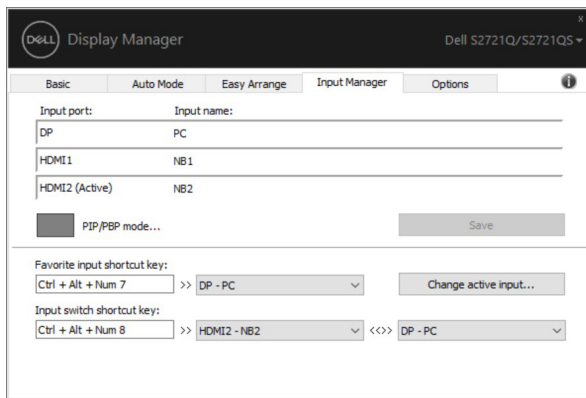 x
DELL Display Manager Dell S2721Q/S2721QS
Basic Auto Mode Easy Arrange Input Manager Options i
Input port: Input name:
DP PC
HDMI1 NB1
HDMI2 (Active) NB2
PIP/PBP mode... Save
Favorite input shortcut key:
Ctrl + Alt + Num 7 >> DP - PC Change active input...
Input switch shortcut key:
Ctrl + Alt + Num 8 >> HDMI2 - NB2 <<>> DP - PC